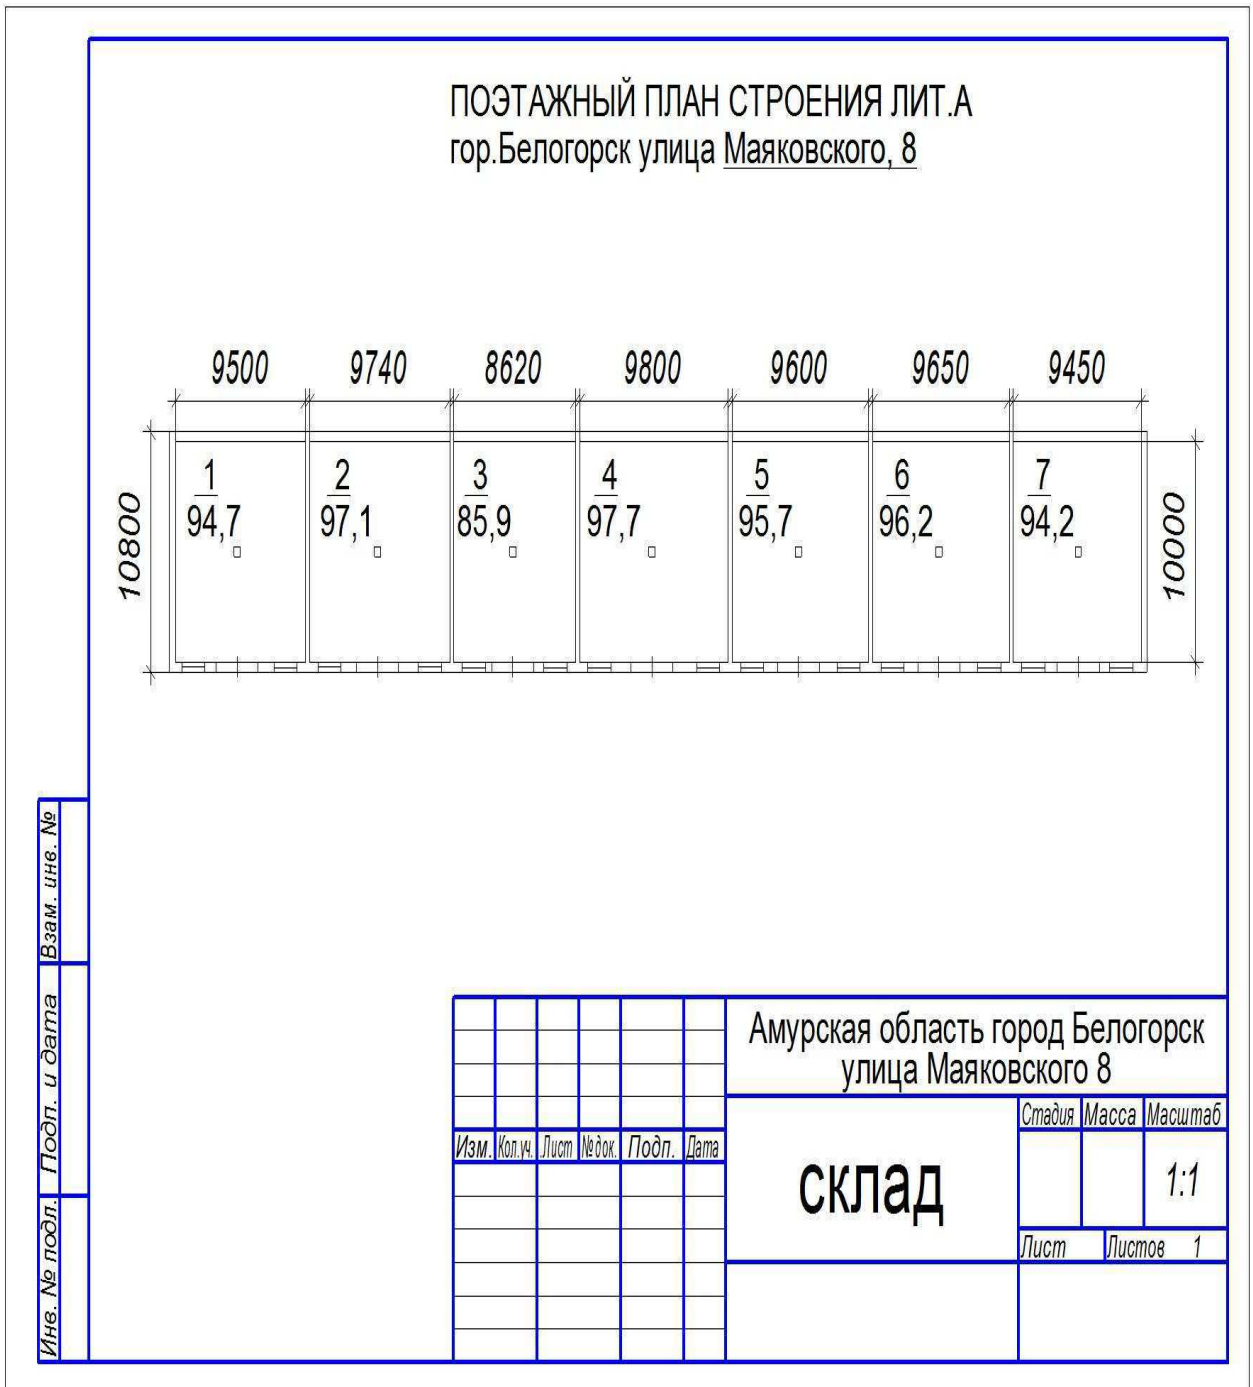 ПОЭТАЖНЫЙ ПЛАН СТРОЕНИЯ ЛИТ.А
гор.Белогорск улица Маяковского, 8
9500 9740 8620 9800 9600 9650 9450
1 2 3 4 5 6 7
94,7 97,1 85,9 97,7 95,7 96,2 94,2
10800
10000
Взам. инв. №
Подп. и дата
Инв. № подл.
Амурская область город Белогорск
улица Маяковского 8
Изм. Кол.уч. Лист №док. Подп. Дата
склад
Стадия Масса Масштаб
1:1
Лист Листов 1